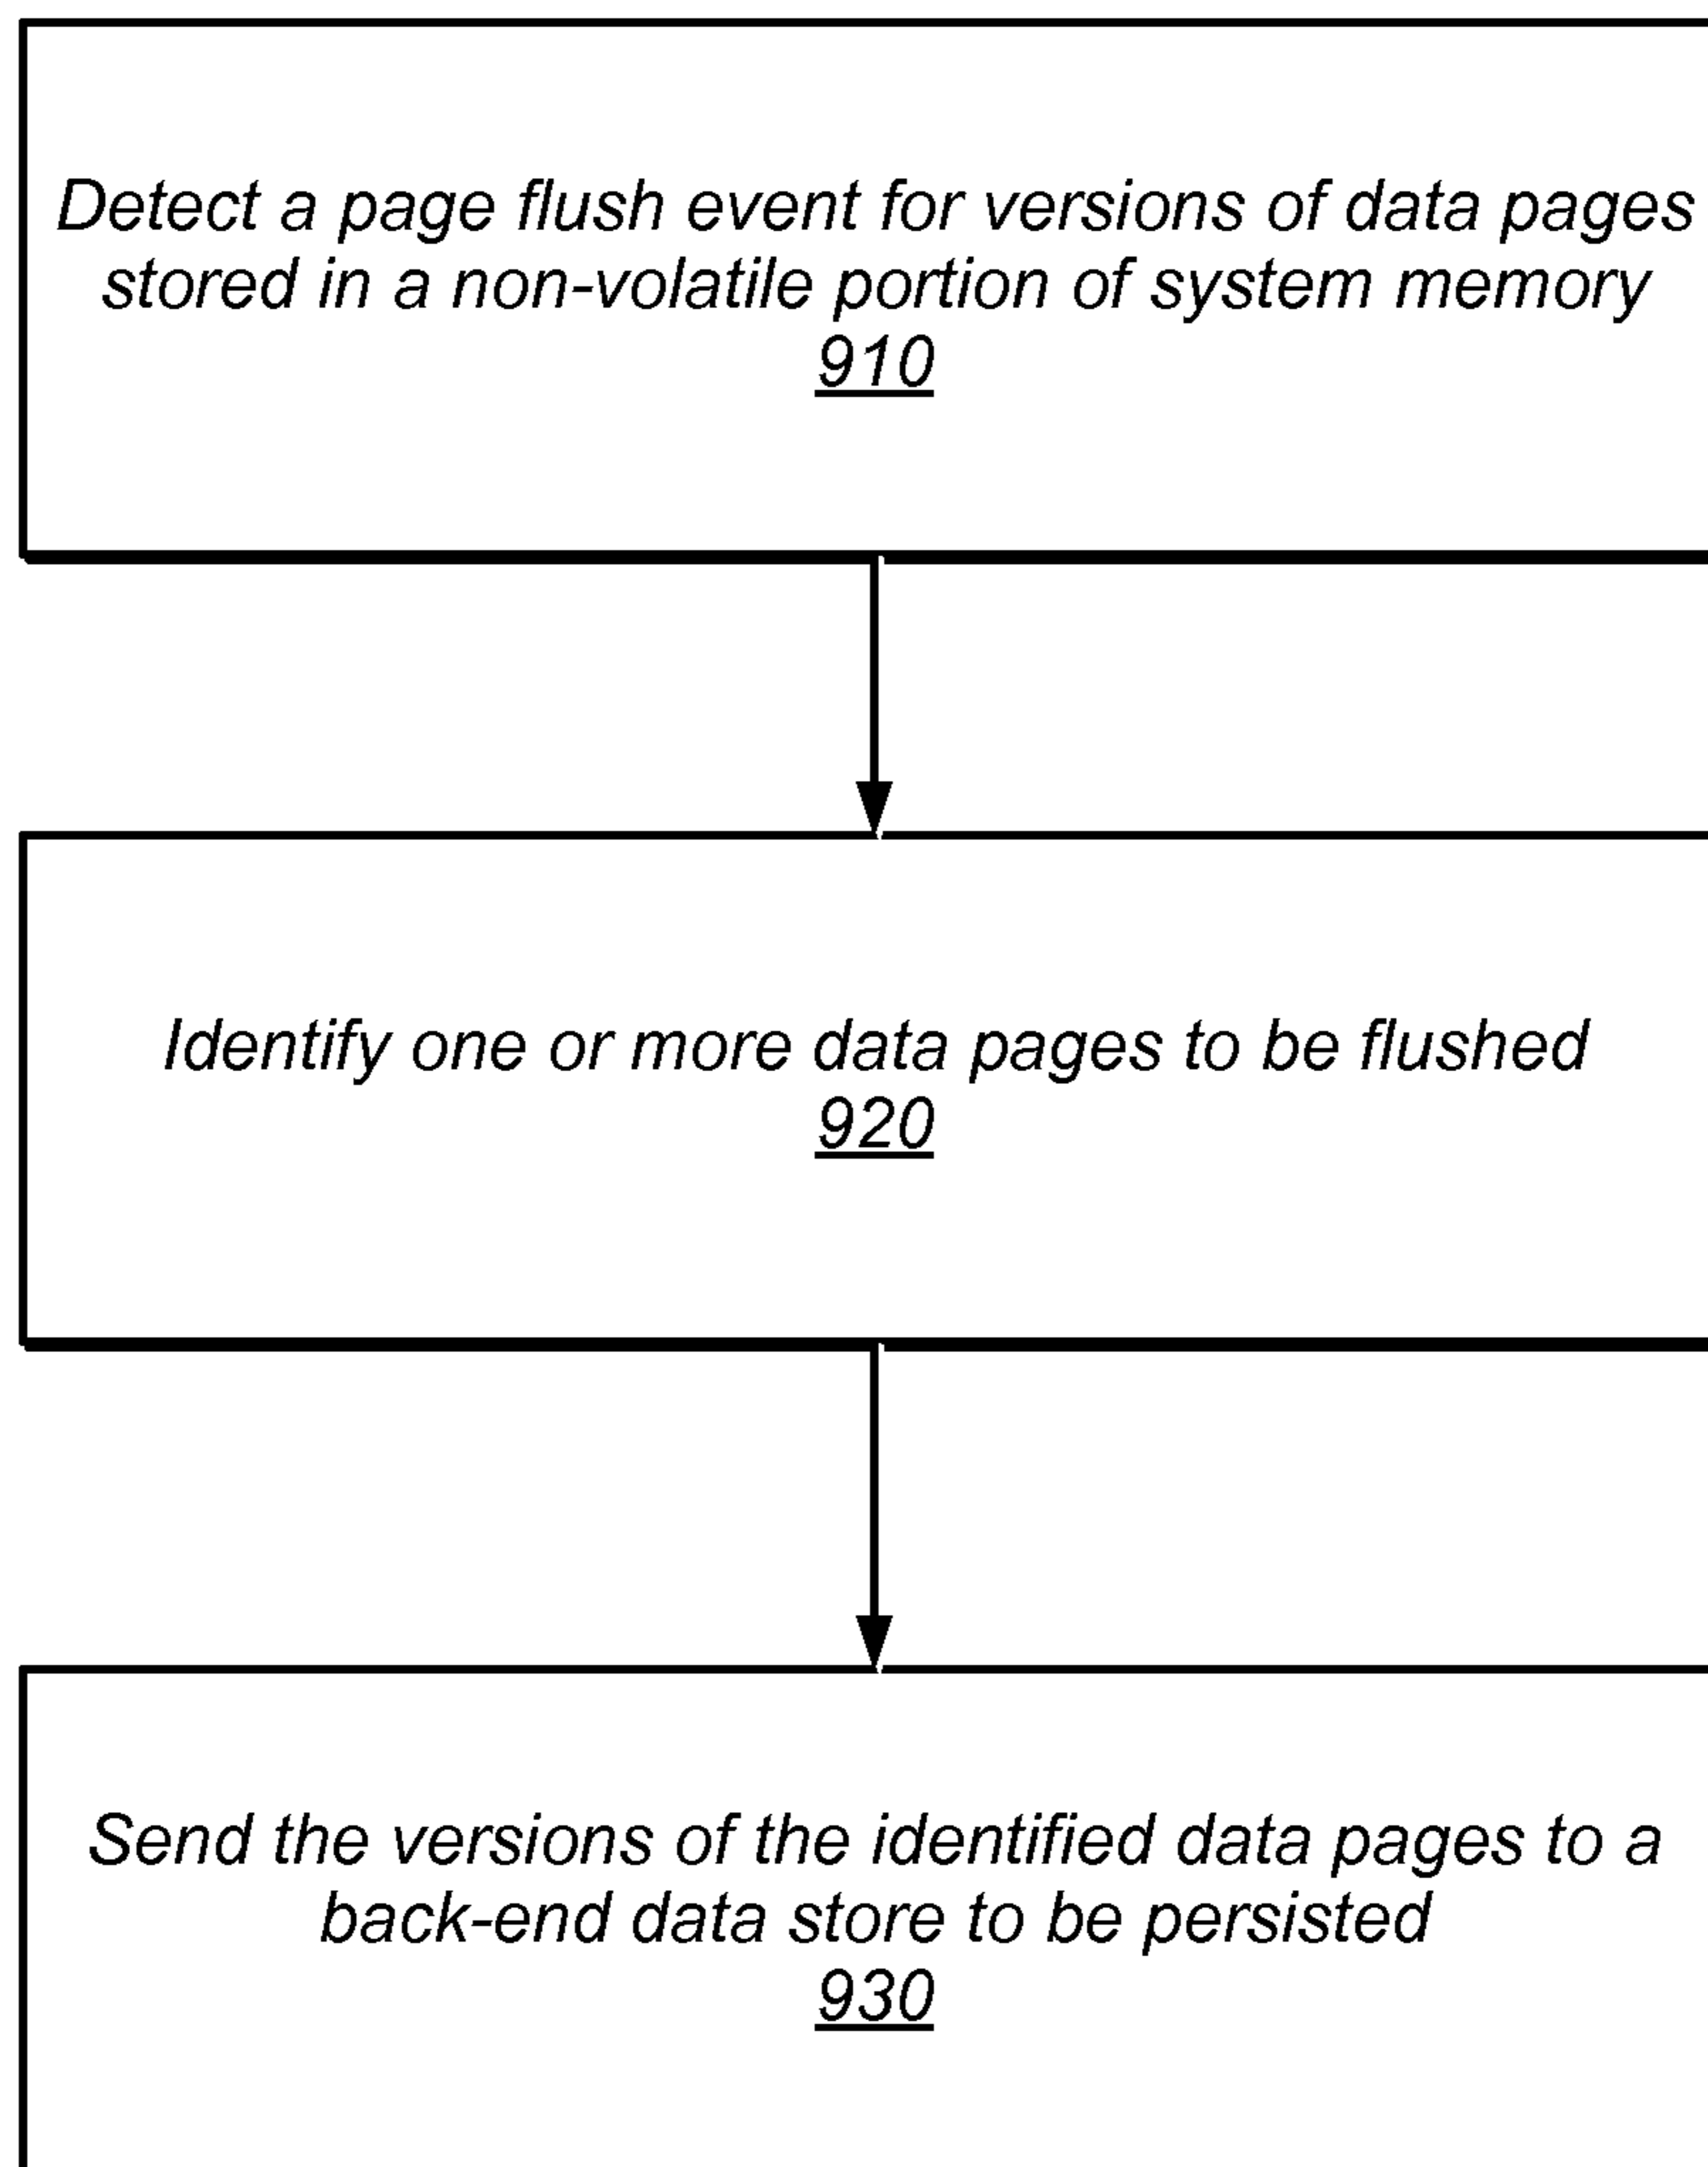 Detect a page flush event for versions of data pages
stored in a non-volatile portion of system memory
910
Identify one or more data pages to be flushed
920
Send the versions of the identified data pages to a
back-end data store to be persisted
930